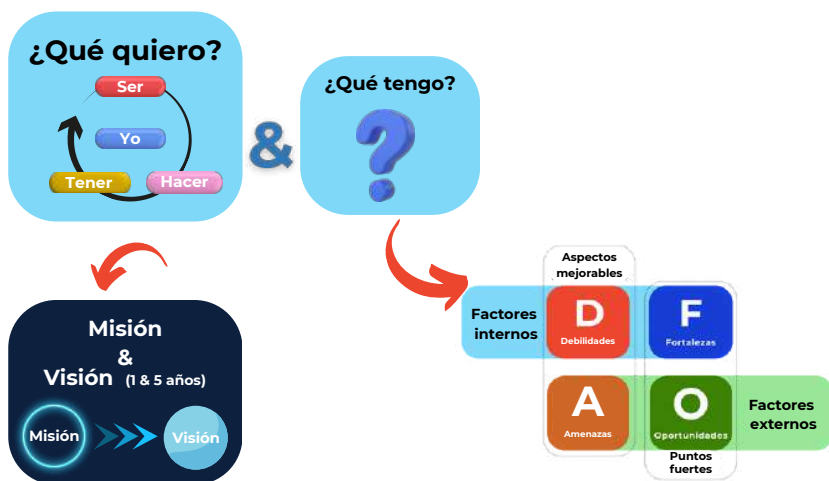 ¿Qué quiero?
Ser
Yo
Tener
Hacer
&
¿Qué tengo?
?
Misión
&
Visión (1 & 5 años)
Misión
Visión
Aspectos
mejorables
Factores
internos
D
Debilidades
F
Fortalezas
A
Amenazas
O
Oportunidades
Factores
externos
Puntos
fuertes